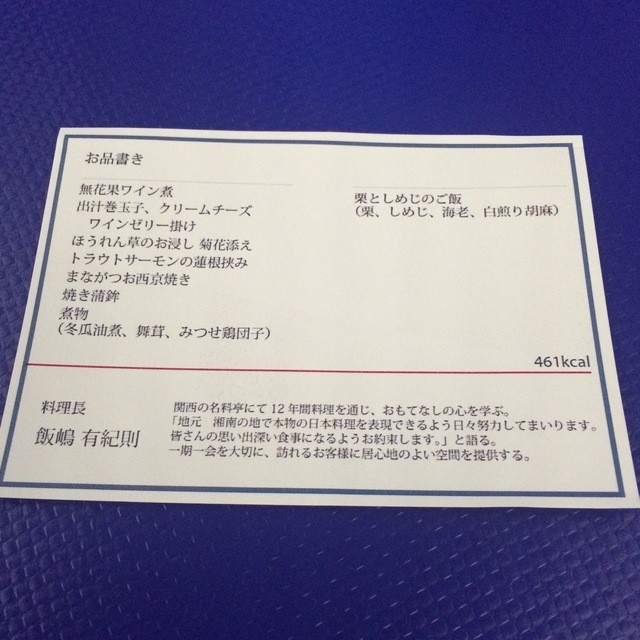 お品書き
無花果ワイン煮
出汁巻玉子、クリームチーズ
ワインゼリー掛け
ほうれん草のお浸し 菊花添え
トラウトサーモンの蓮根挟み
まながつお西京焼き
焼き蒲鉾
煮物
（冬瓜油煮、舞茸、みつせ鶏団子）
栗としめじのご飯
（栗、しめじ、海老、白煎り胡麻）
461kcal
料理長
飯嶋 有紀則
関西の名料亭にて 12 年間料理を通じ、おもてなしの心を学ぶ。
「地元 湘南の地で本物の日本料理を表現できるよう日々努力してまいります。
皆さんの思い出深い食事になるようお約束します。」と語る。
一期一会を大切に、訪れるお客様に居心地のよい空間を提供する。